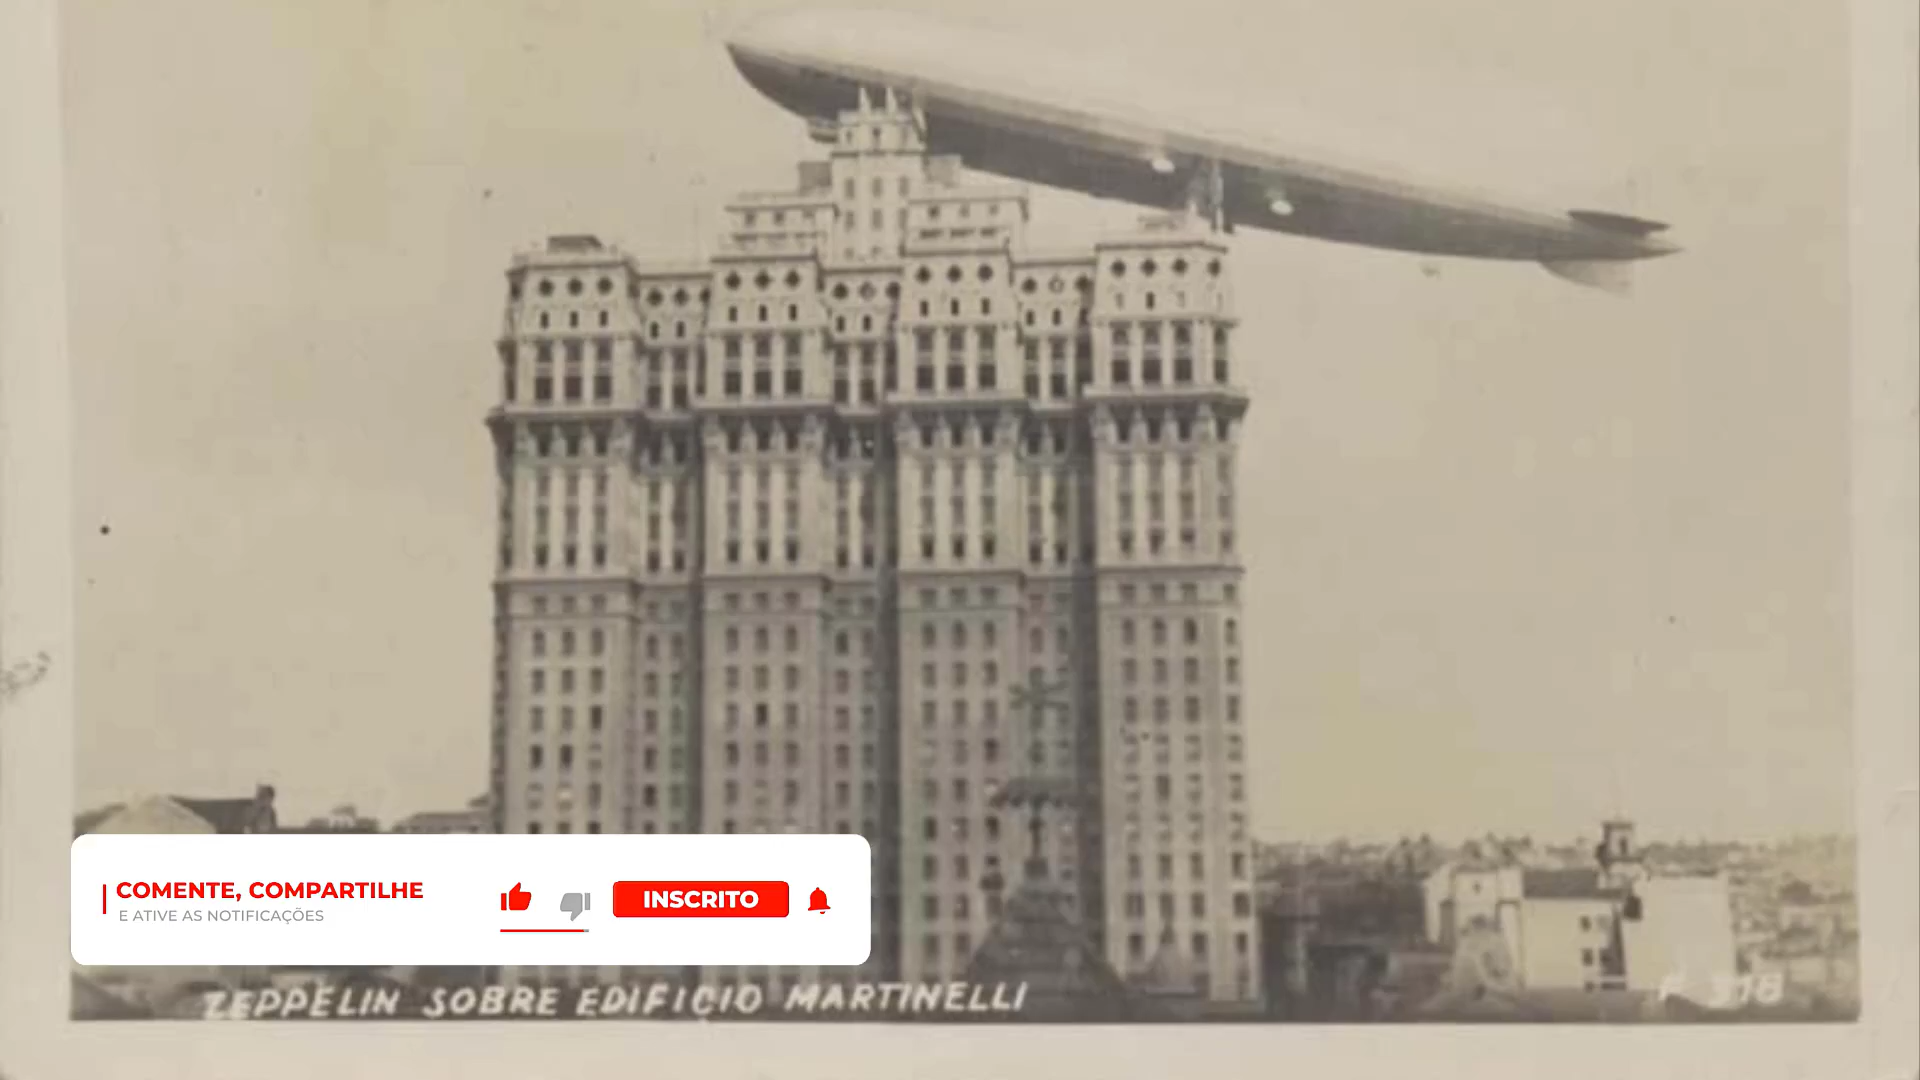 COMENTE, COMPARTILHE
E ATIVE AS NOTIFICAÇÕES
INSCRITO
ZEPPELIN SOBRE EDIFICIO MARTINELLI